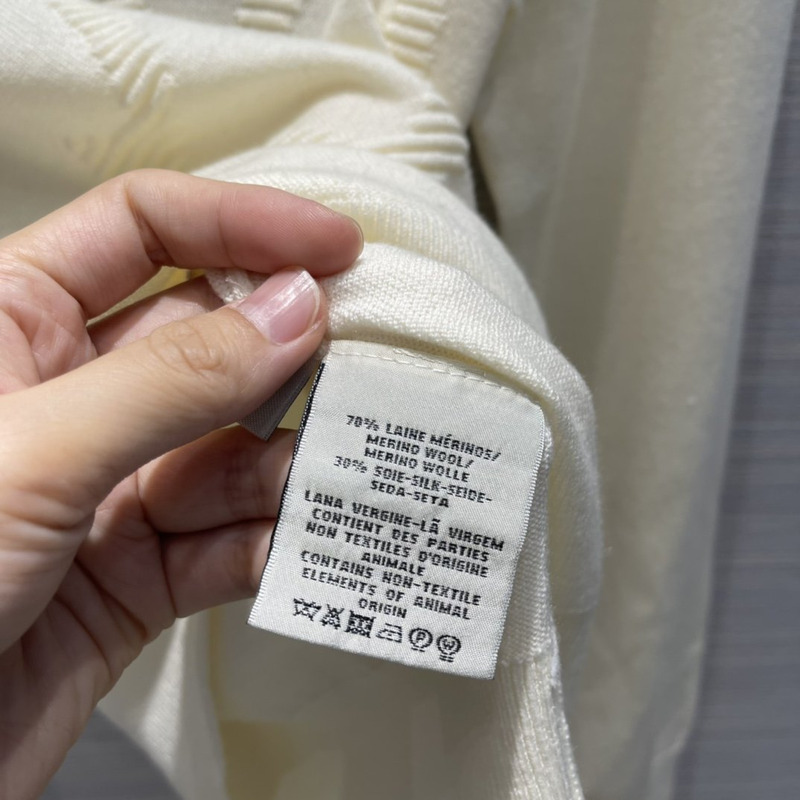 70% LAINE MÉRINOS/
MERINO WOOL/
MERINO WOLLE
30% SOIE-SILK-SEIDE-
SEDA-SETA
LANA VERGINE-LÃ VIRGEM
CONTIENT DES PARTIES
NON TEXTILES D'ORIGINE
ANIMALE
CONTAINS NON-TEXTILE
ELEMENTS OF ANIMAL
ORIGIN
P W